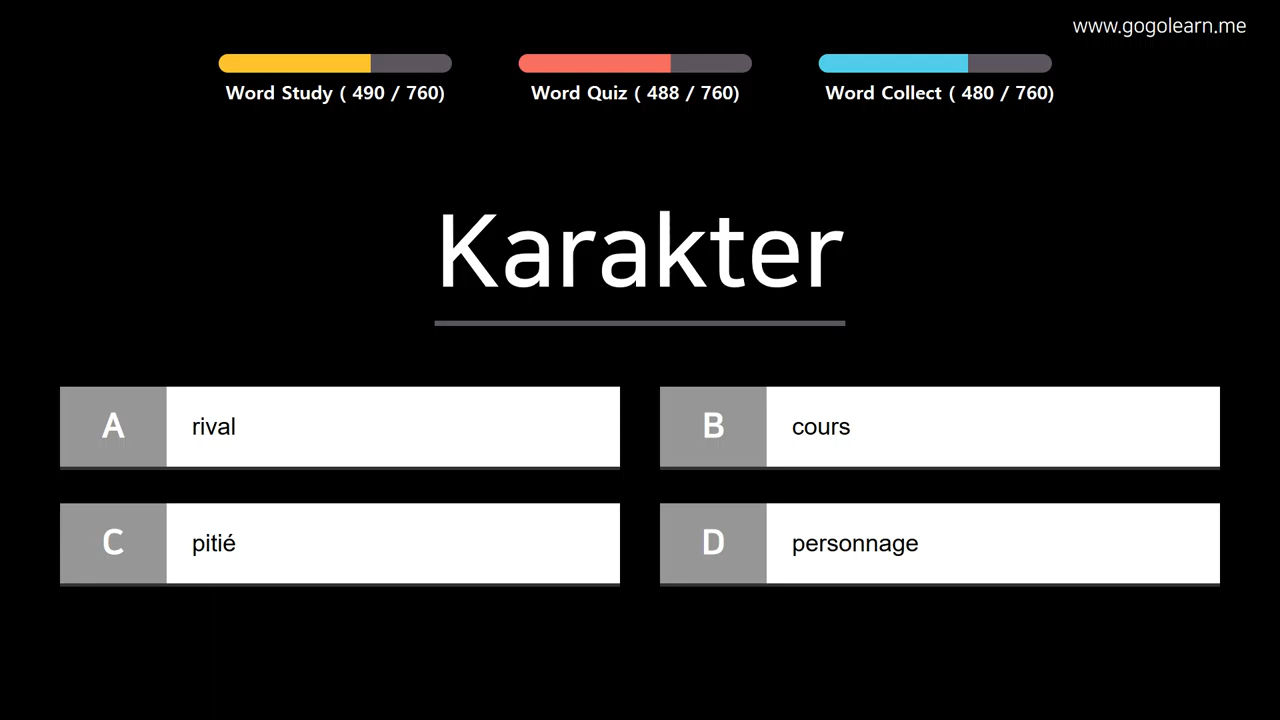 www.gogolearn.me
Word Study ( 490 / 760)
Word Quiz ( 488 / 760)
Word Collect ( 480 / 760)
Karakter
A rival
B cours
C pitié
D personnage